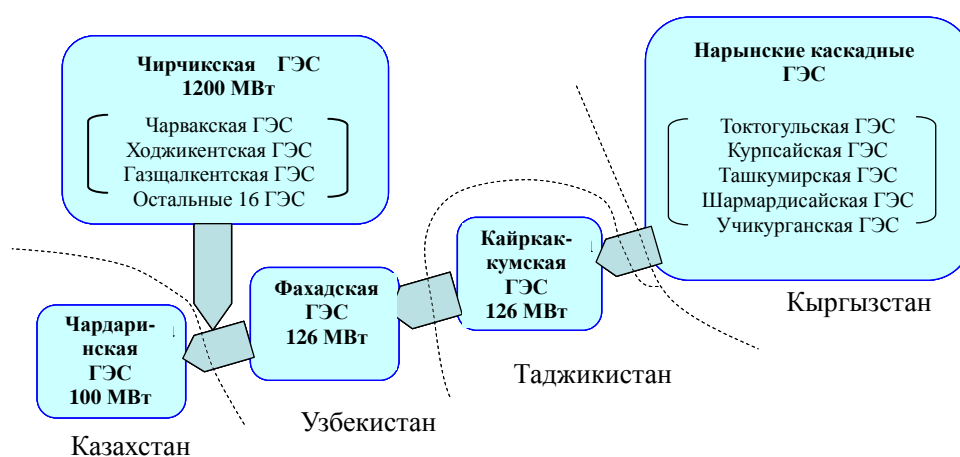 Чирчикская ГЭС
1200 МВт
Чарвакская ГЭС
Ходжикентская ГЭС
Газщалкентская ГЭС
Остальные 16 ГЭС
Нарынские каскадные
ГЭС
Токтогульская ГЭС
Курпсайская ГЭС
Ташкумирская ГЭС
Шармардисайская ГЭС
Учикурганская ГЭС
Кайркак-
кумская
ГЭС
126 МВт
Фахадская
ГЭС
126 МВт
Чардари-
нская
ГЭС
100 МВт
Кыргызстан
Таджикистан
Узбекистан
Казахстан